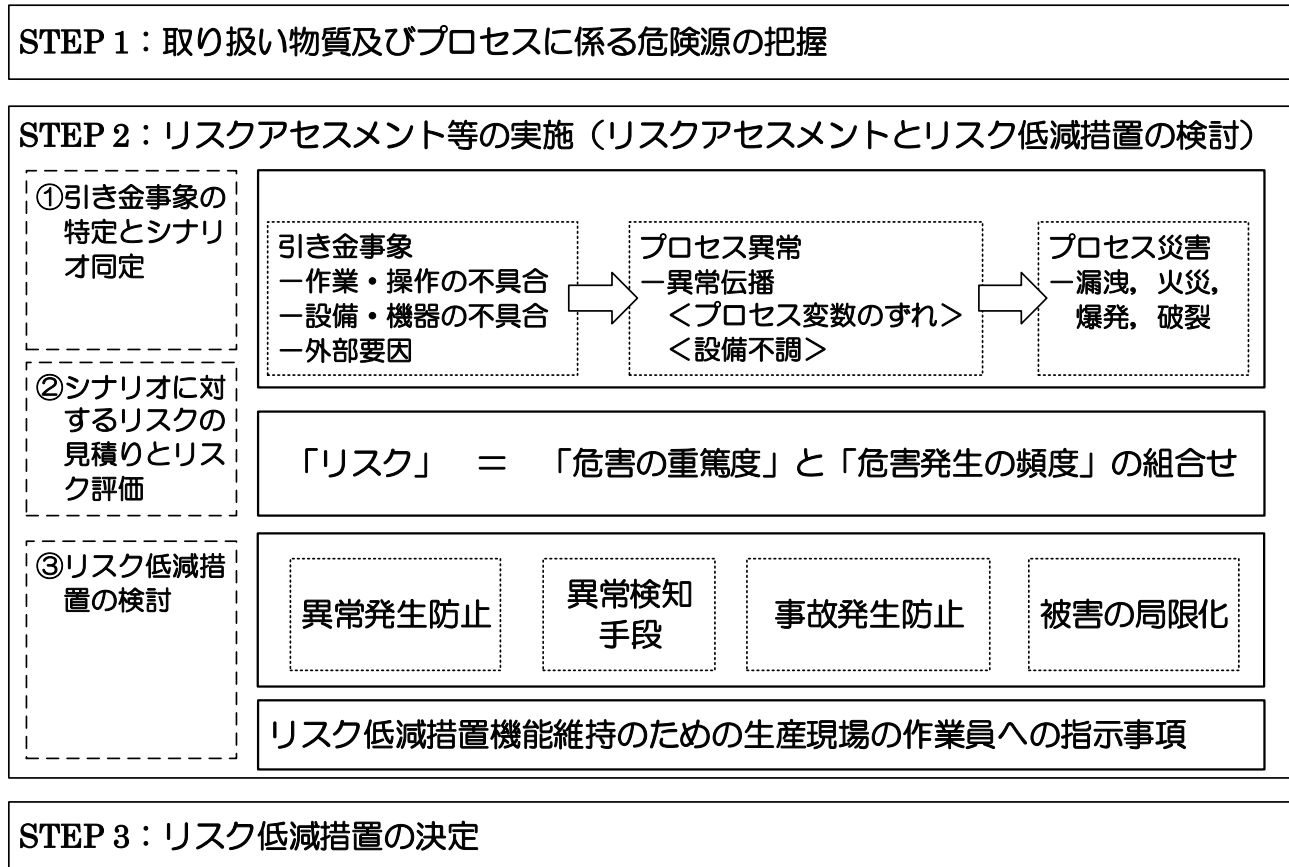 STEP 1：取り扱い物質及びプロセスに係る危険源の把握
STEP 2：リスクアセスメント等の実施（リスクアセスメントとリスク低減措置の検討）
①引き金事象の
特定とシナリ
オ同定
引き金事象
－作業・操作の不具合
－設備・機器の不具合
－外部要因
プロセス異常
－異常伝播
＜プロセス変数のずれ＞
＜設備不調＞
プロセス災害
－漏洩，火災，
爆発，破裂
②シナリオに対
するリスクの
見積りとリス
ク評価
「リスク」 ＝ 「危害の重篤度」と「危害発生の頻度」の組合せ
③リスク低減措
置の検討
異常発生防止
異常検知
手段
事故発生防止
被害の局限化
リスク低減措置機能維持のための生産現場の作業員への指示事項
STEP 3：リスク低減措置の決定